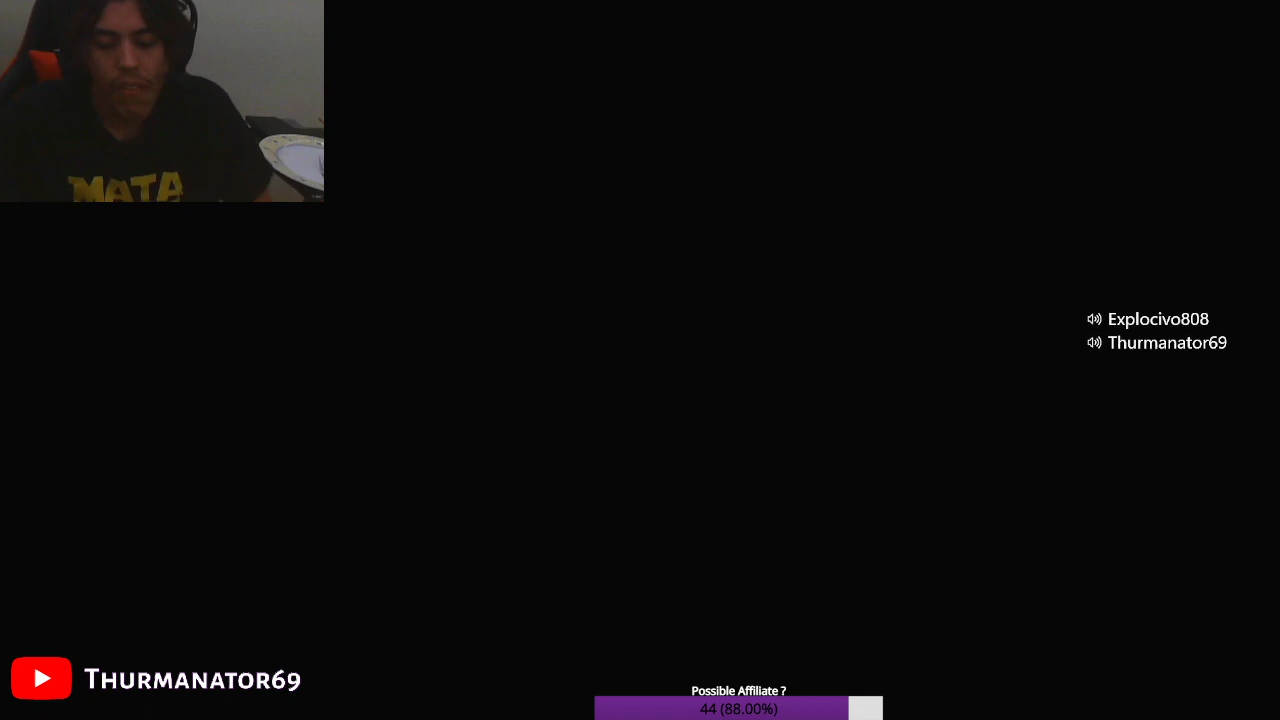 MATA
Explocivo808
Thurmanator69
Thurmanator69
Possible Affiliate ?
44 (88.00%)